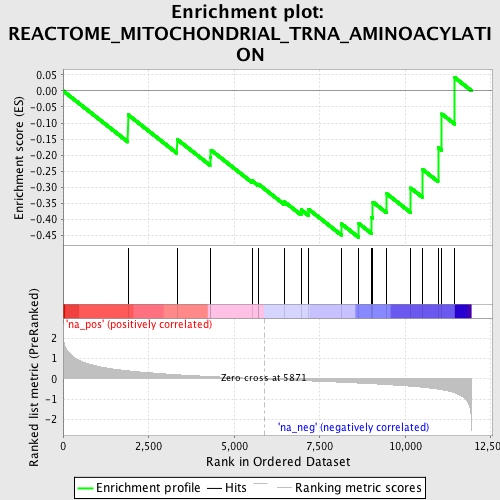 Enrichment plot:
REACTOME_MITOCHONDRIAL_TRNA_AMINOACYLATI
ON
Enrichment score (ES)
0.05
0.00
-0.05
-0.10
-0.15
-0.20
-0.25
-0.30
-0.35
-0.40
-0.45
'na_pos' (positively correlated)
Ranked list metric (PreRanked)
2
1
0
-1
-2
Zero cross at 5871
'na_neg' (negatively correlated)
0
2,500
5,000
7,500
10,000
12,500
Rank in Ordered Dataset
Enrichment profile
Hits
Ranking metric scores